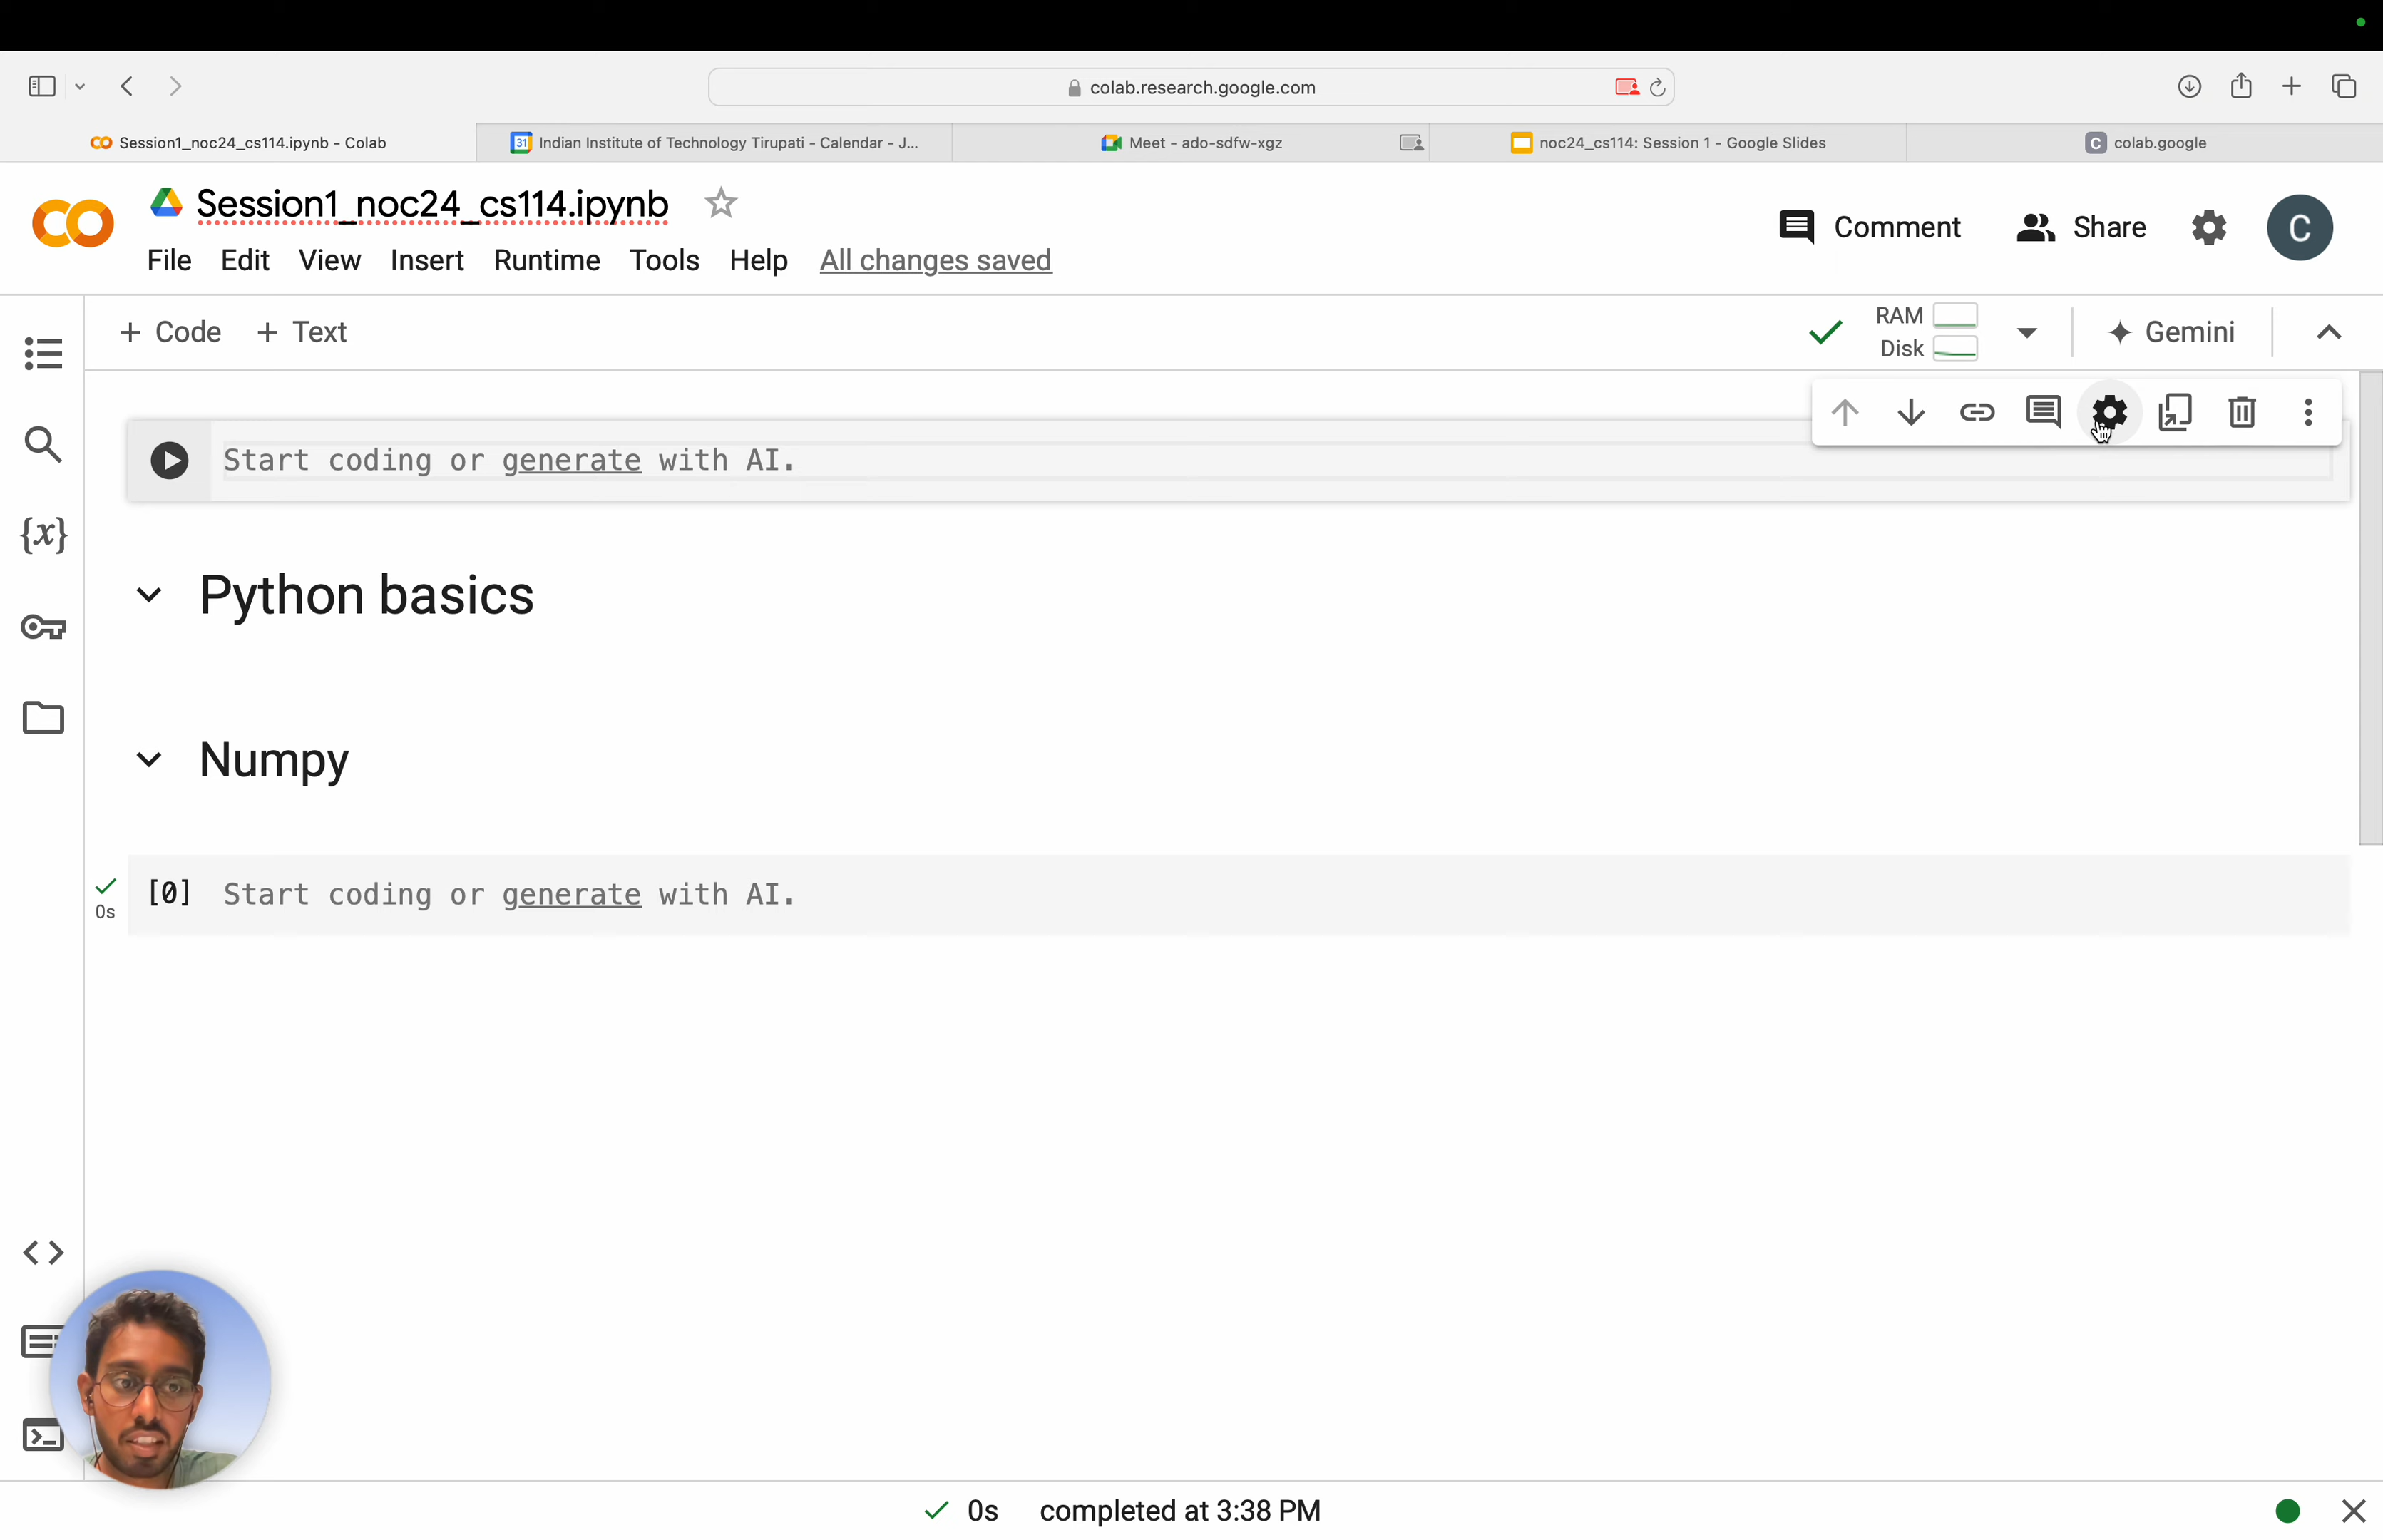 colab.research.google.com
Session1_noc24_cs114.ipynb - Colab
31 Indian Institute of Technology Tirupati - Calendar - J...
Meet - ado-sdfw-xgz
noc24_cs114: Session 1 - Google Slides
C colab.google
Session1_noc24_cs114.ipynb
Comment
Share
C
File Edit View Insert Runtime Tools Help All changes saved
+ Code + Text
RAM
Disk
Gemini
Start coding or generate with AI.
{x}
Python basics
Numpy
[0] Start coding or generate with AI.
0s
0s completed at 3:38 PM